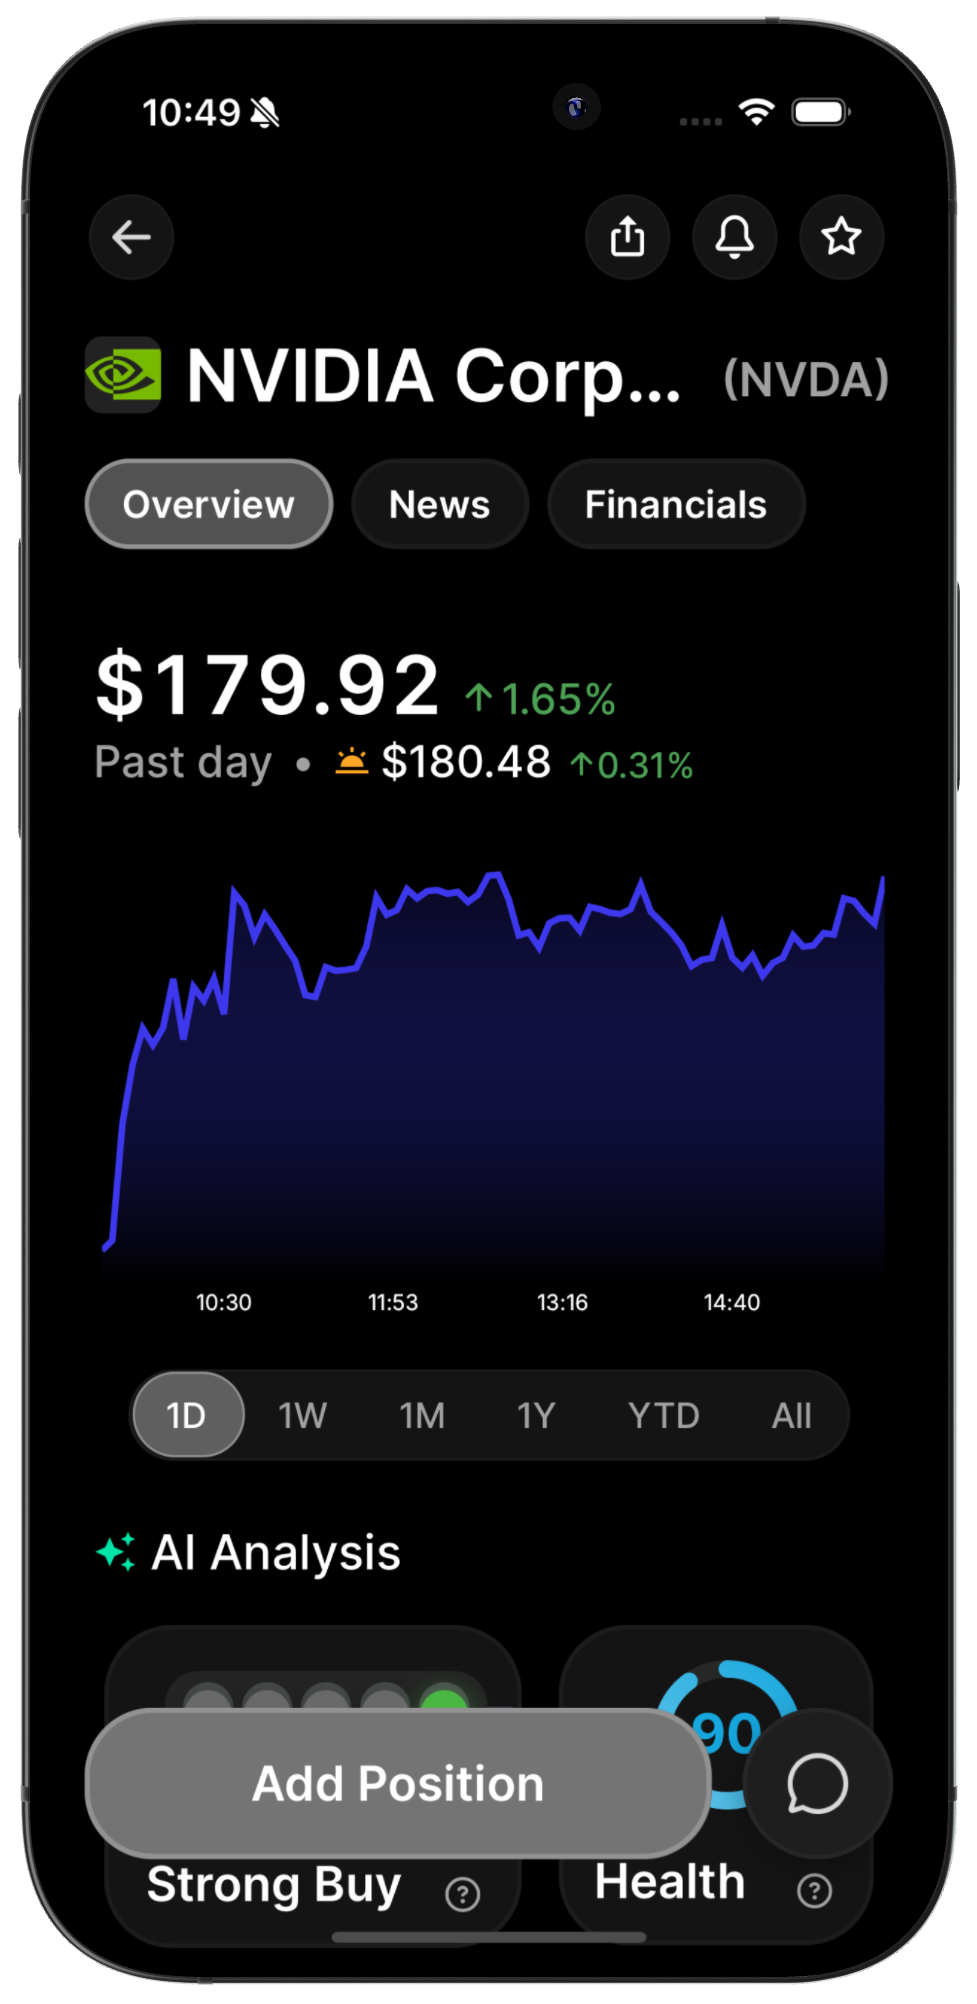 10:49
NVIDIA Corp... (NVDA)
Overview News Financials
$179.92 ↑1.65%
Past day • $180.48 ↑0.31%
10:30 11:53 13:16 14:40
1D 1W 1M 1Y YTD All
AI Analysis
90
Add Position
Strong Buy ? Health ?